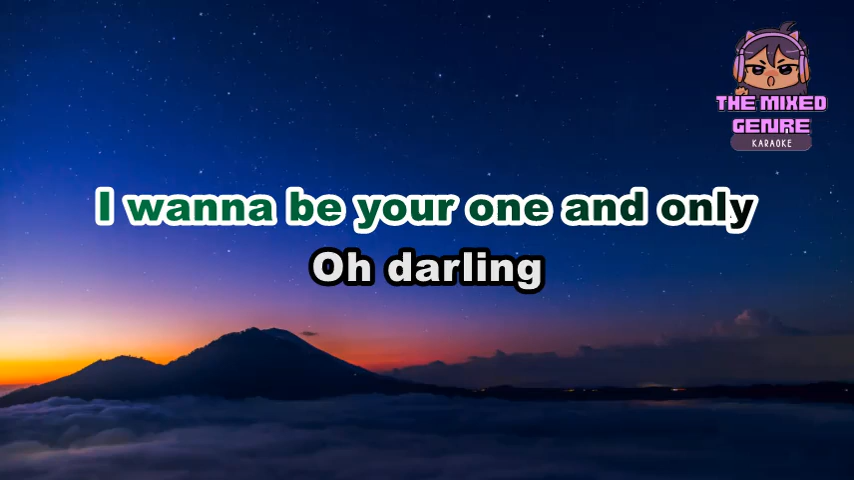 THE MIXED
GENRE
KARAOKE
I wanna be your one and only
Oh darling